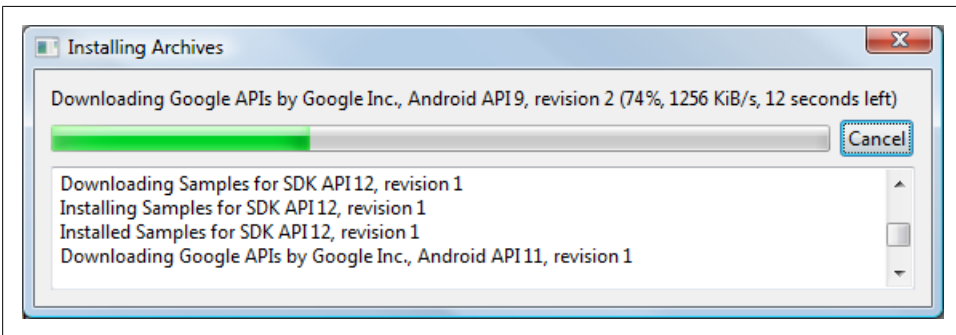 Installing Archives
Downloading Google APIs by Google Inc., Android API 9, revision 2 (74%, 1256 KiB/s, 12 seconds left)
Cancel
Downloading Samples for SDK API 12, revision 1
Installing Samples for SDK API 12, revision 1
Installed Samples for SDK API 12, revision 1
Downloading Google APIs by Google Inc., Android API 11, revision 1